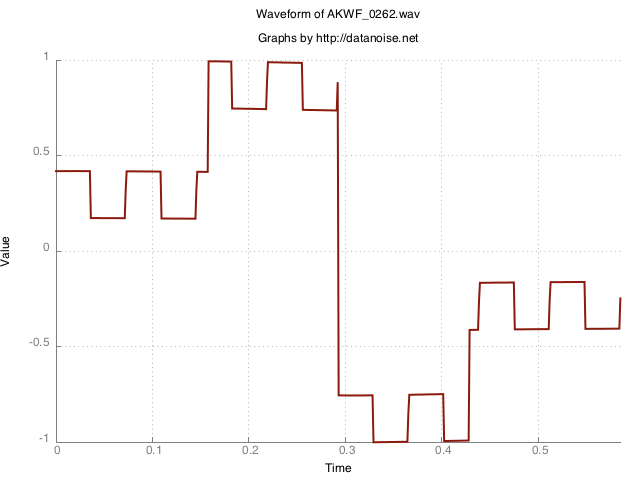 Waveform of AKWF_0262.wav
Graphs by http://datanoise.net
1
0.5
0
-0.5
-1
Value
0 0.1 0.2 0.3 0.4 0.5
Time